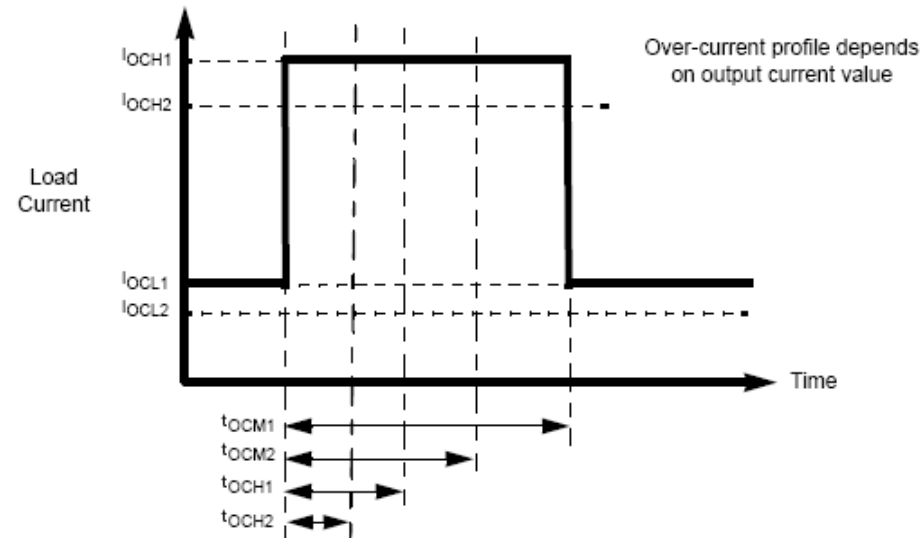 Over-current profile depends
on output current value
IOCH1
IOCH2
Load
Current
IOCL1
IOCL2
Time
tOCM1
tOCM2
tOCH1
tOCH2